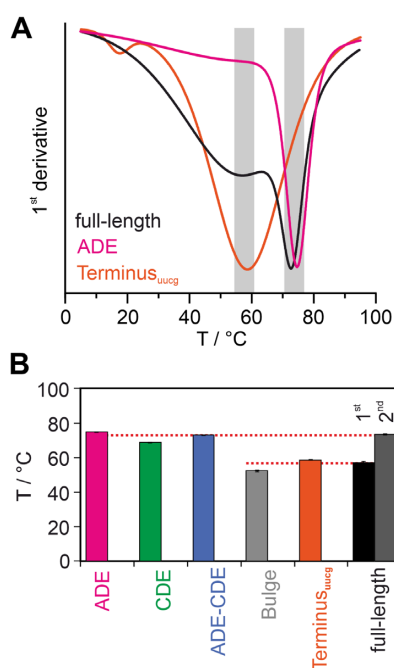 A
1st derivative
full-length
ADE
Terminusuucg
0 20 40 60 80 100
T / °C
B
T / °C
100
80
60
40
20
0
1st
2nd
ADE
CDE
ADE-CDE
Bulge
Terminusuucg
full-length